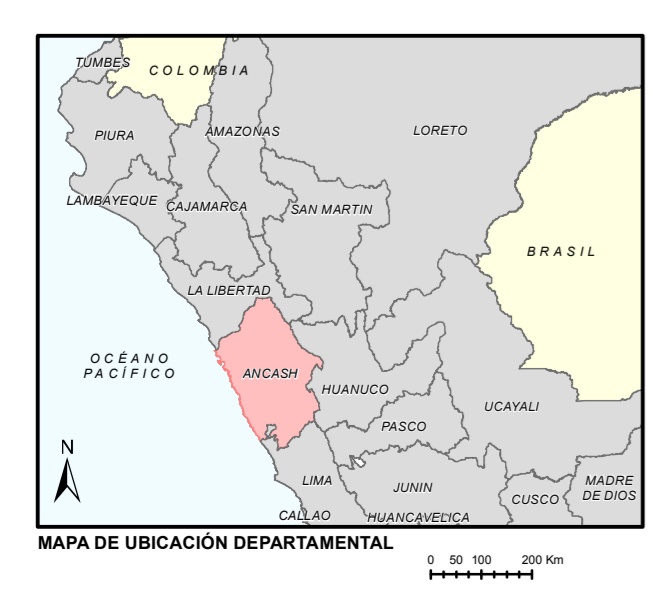 TUMBES
COLOMBIA
PIURA
AMAZONAS
LORETO
LAMBAYEQUE
CAJAMARCA
SAN MARTIN
BRASIL
LA LIBERTAD
OCÉANO
PACÍFICO
ANCASH
HUANUCO
UCAYALI
PASCO
N
LIMA
JUNIN
MADRE
DE DIOS
CUSCO
CALLAO
HUANCAVELICA
MAPA DE UBICACIÓN DEPARTAMENTAL
0 50 100 200 Km